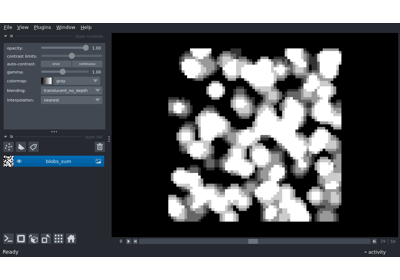 File View Plugins Window Help
opacity: 1.00
contrast limits:
auto-contrast: once continuous
gamma: 1.00
colormap: gray
blending: translucent_no_depth
interpolation: nearest
blobs_sum
Ready
activity